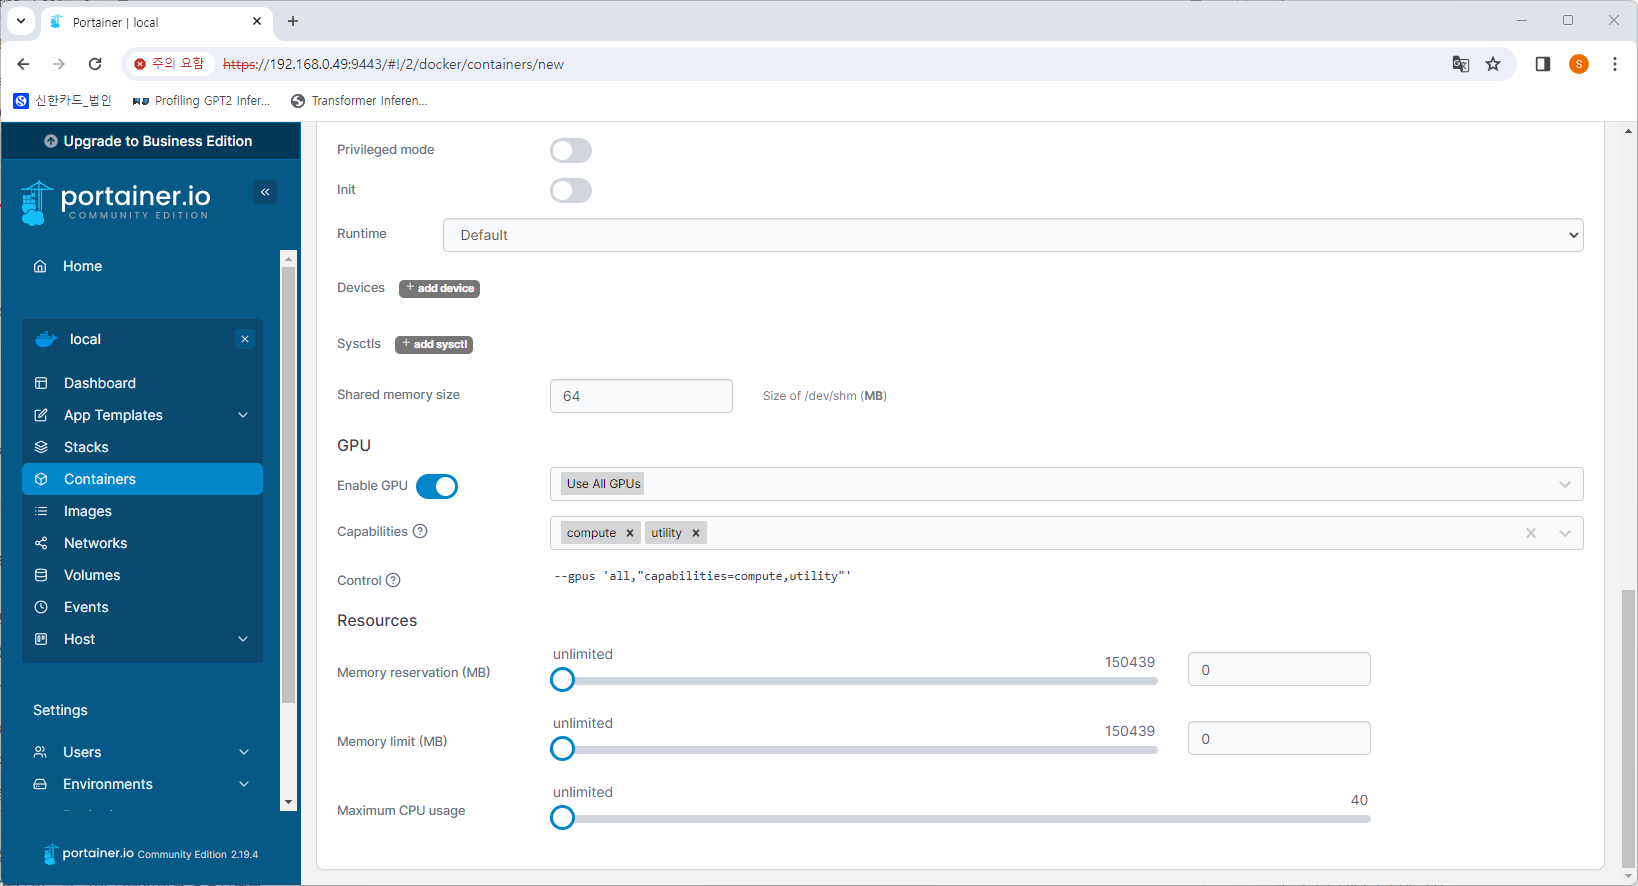 Portainer | local
주의 요함
https://192.168.0.49:9443/#!/2/docker/containers/new
S
신한카드_법인
Profiling GPT2 Infer...
Transformer Inferen...
Upgrade to Business Edition
portainer.io
COMMUNITY EDITION
Home
local
Dashboard
App Templates
Stacks
Containers
Images
Networks
Volumes
Events
Host
Settings
Users
Environments
portainer.io Community Edition 2.19.4
Privileged mode
Init
Runtime
Default
Devices
+ add device
Sysctls
+ add sysctl
Shared memory size
64
Size of /dev/shm (MB)
GPU
Enable GPU
Use All GPUs
Capabilities
compute
utility
Control
--gpus 'all,"capabilities=compute,utility"'
Resources
Memory reservation (MB)
unlimited
150439
0
Memory limit (MB)
unlimited
150439
0
Maximum CPU usage
unlimited
40